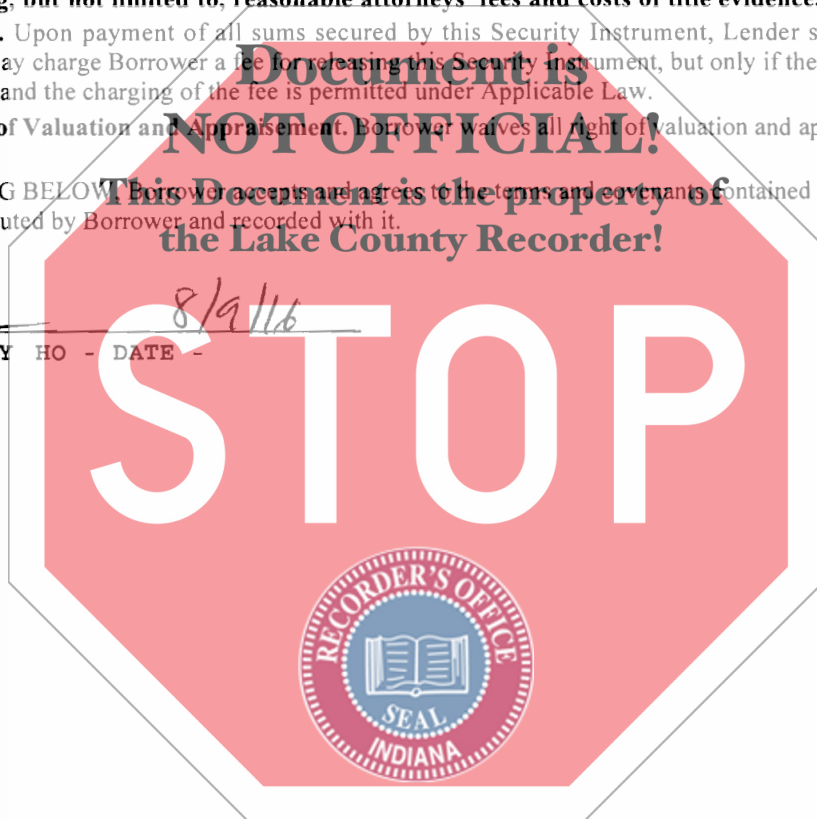 g, but not limited to, reasonable attorneys' fees and costs of title evidence.
. Upon payment of all sums secured by this Security Instrument, Lender s
ay charge Borrower a fee for releasing this Security Instrument, but only if the
and the charging of the fee is permitted under Applicable Law.
of Valuation and Appraisement. Borrower waives all right of valuation and ap
G BELOW, Borrower accepts and agrees to the terms and covenants contained
uted by Borrower and recorded with it.
8/9/16
Y HO - DATE -
Document is
NOT OFFICIAL!
This Document is the property of
the Lake County Recorder!
STOP
RECORDER'S OFFICE
SEAL
INDIANA